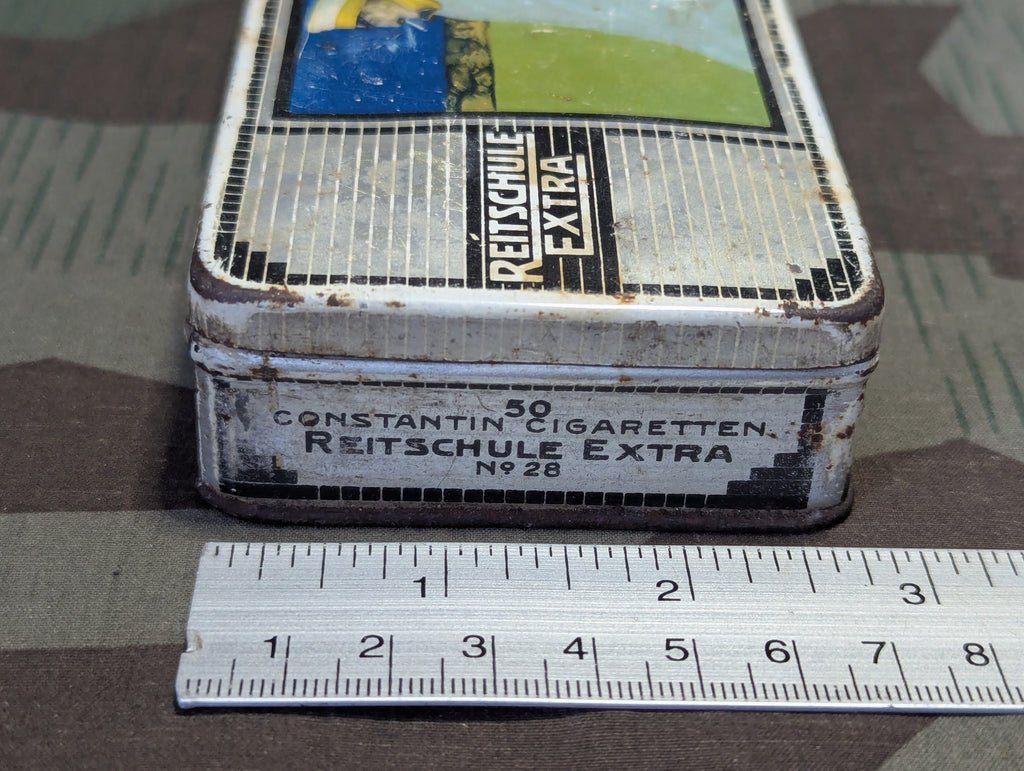 REITSCHULE
EXTRA
50
CONSTANTIN CIGARETTEN
REITSCHULE EXTRA
Nº 28
1 2 3
1 2 3 4 5 6 7 8